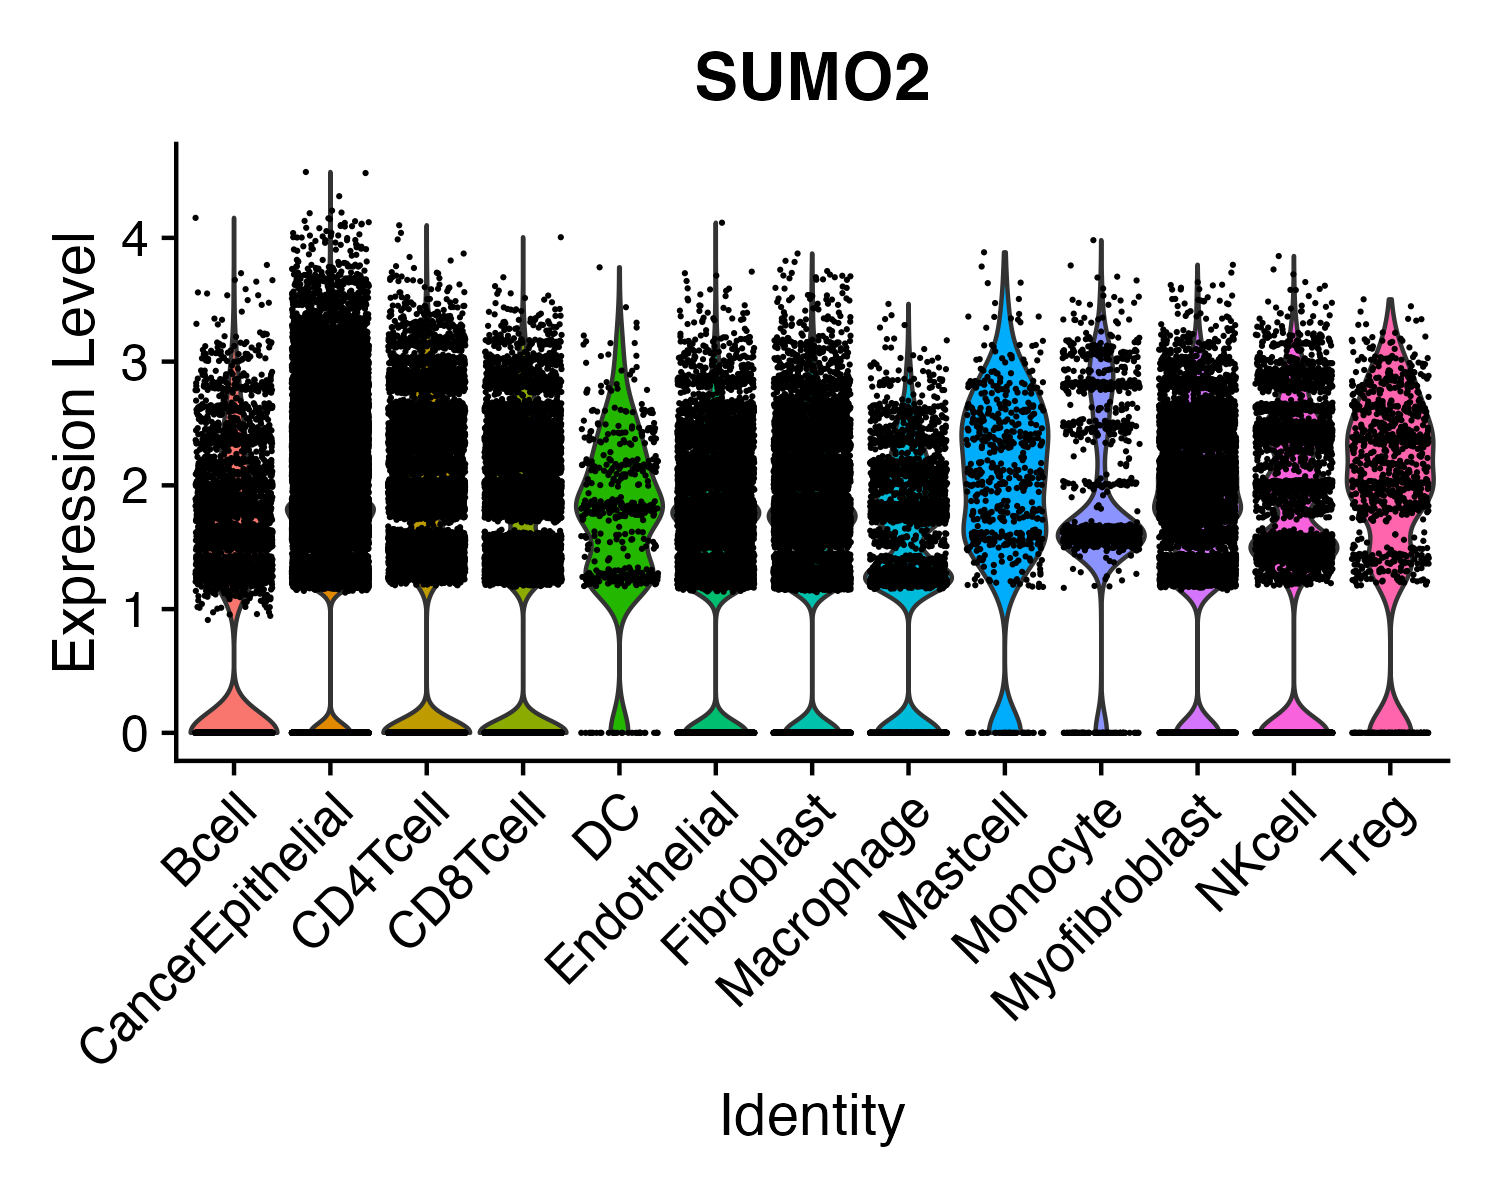 SUMO2
Expression Level
4
3
2
1
0
Bcell
CancerEpithelial
CD4Tcell
CD8Tcell
DC
Endothelial
Fibroblast
Macrophage
Mastcell
Monocyte
Myofibroblast
NKcell
Treg
Identity